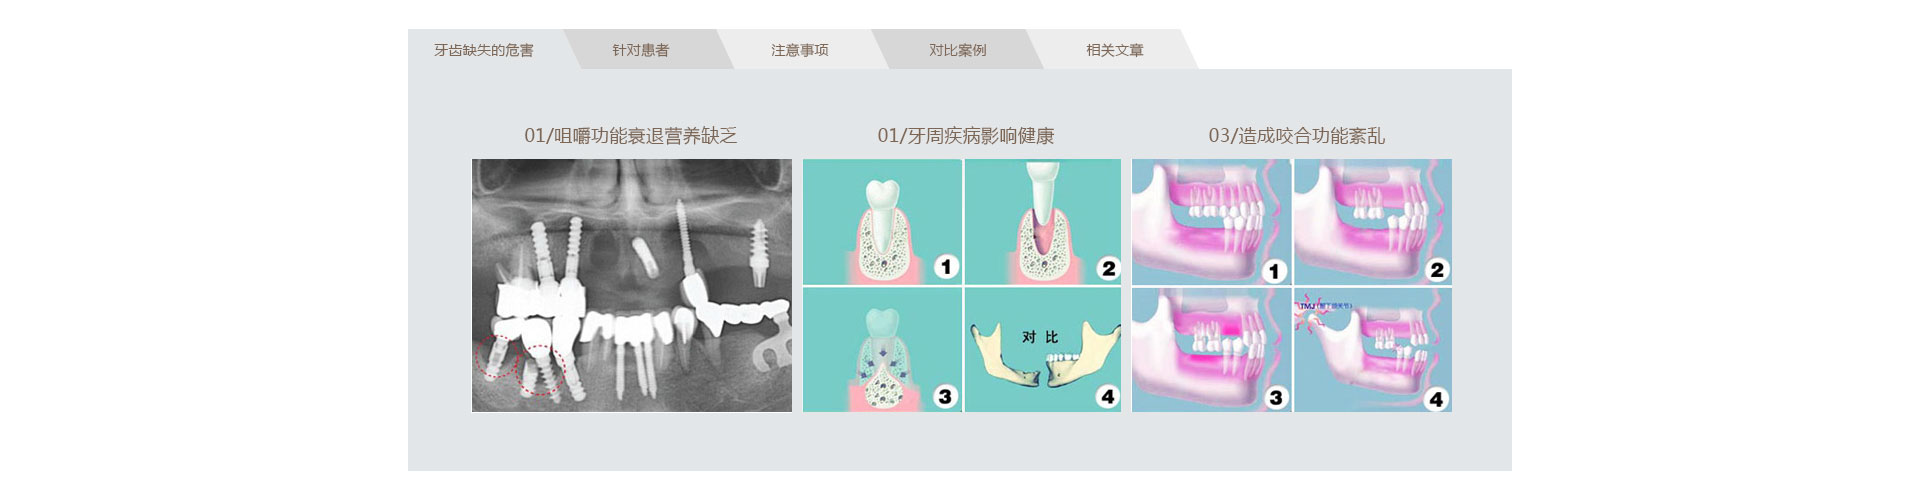 牙齿缺失的危害
针对患者
注意事项
对比案例
相关文章
01/咀嚼功能衰退营养缺乏
01/牙周疾病影响健康
03/造成咬合功能紊乱
1
2
3
对 比
4
1
2
3
TMJ
4